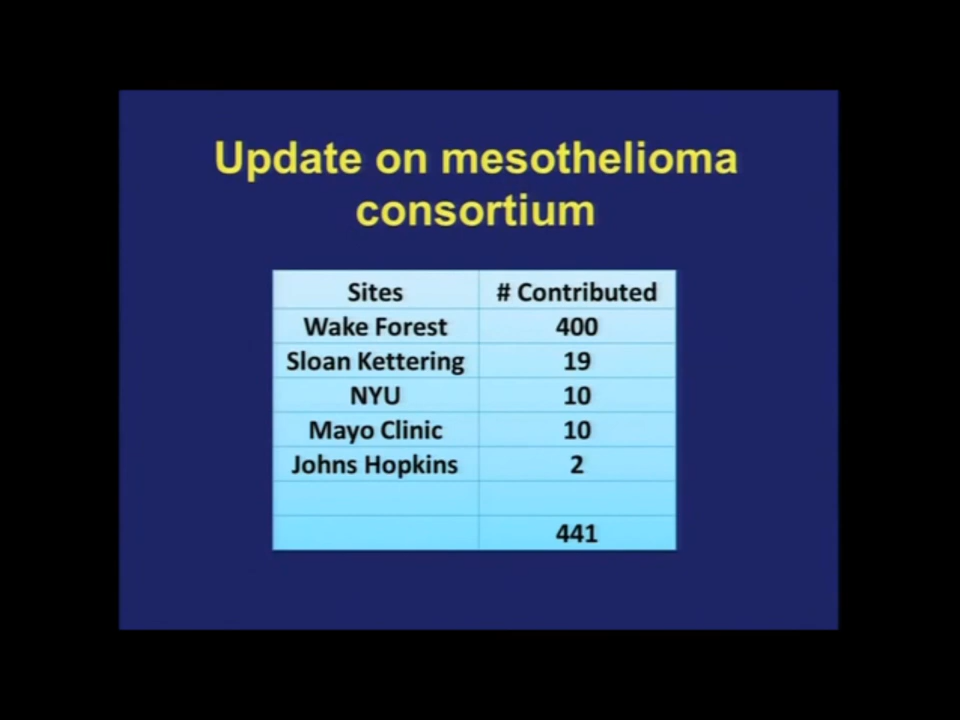 Update on mesothelioma
consortium
Sites # Contributed
Wake Forest 400
Sloan Kettering 19
NYU 10
Mayo Clinic 10
Johns Hopkins 2
441